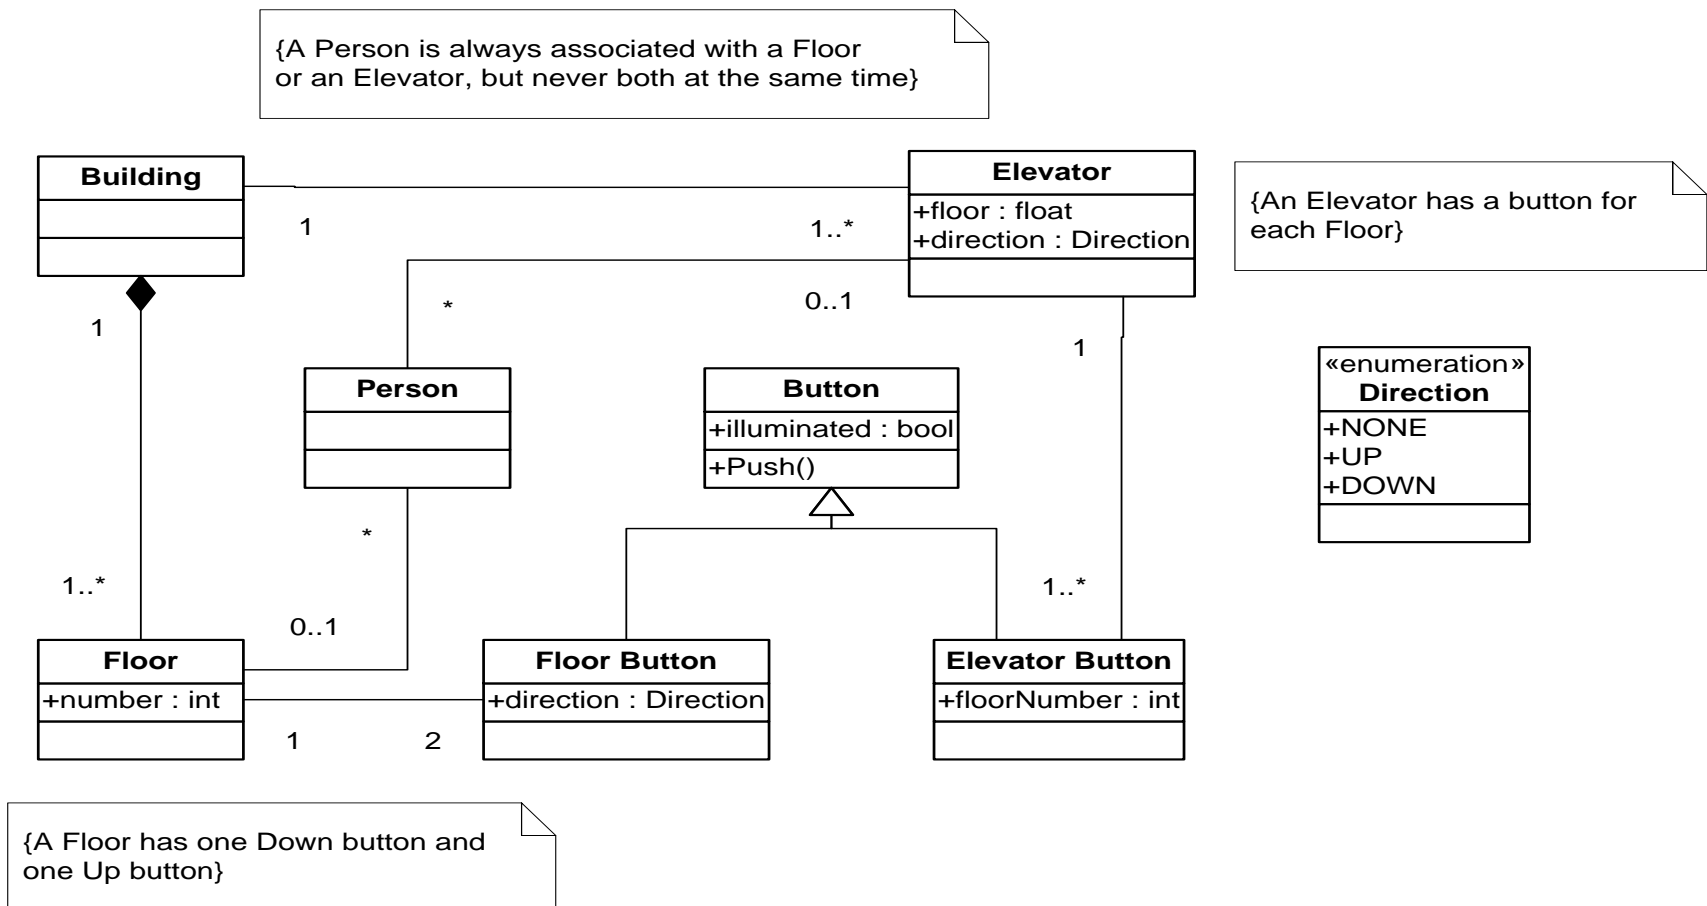 {A Person is always associated with a Floor
or an Elevator, but never both at the same time}
Building
Elevator
+floor : float
+direction : Direction
{An Elevator has a button for
each Floor}
1
1..*
*
0..1
1
1
Person
Button
+illuminated : bool
+Push()
«enumeration»
Direction
+NONE
+UP
+DOWN
*
1..*
1..*
0..1
Floor
+number : int
Floor Button
+direction : Direction
Elevator Button
+floorNumber : int
1
2
{A Floor has one Down button and
one Up button}